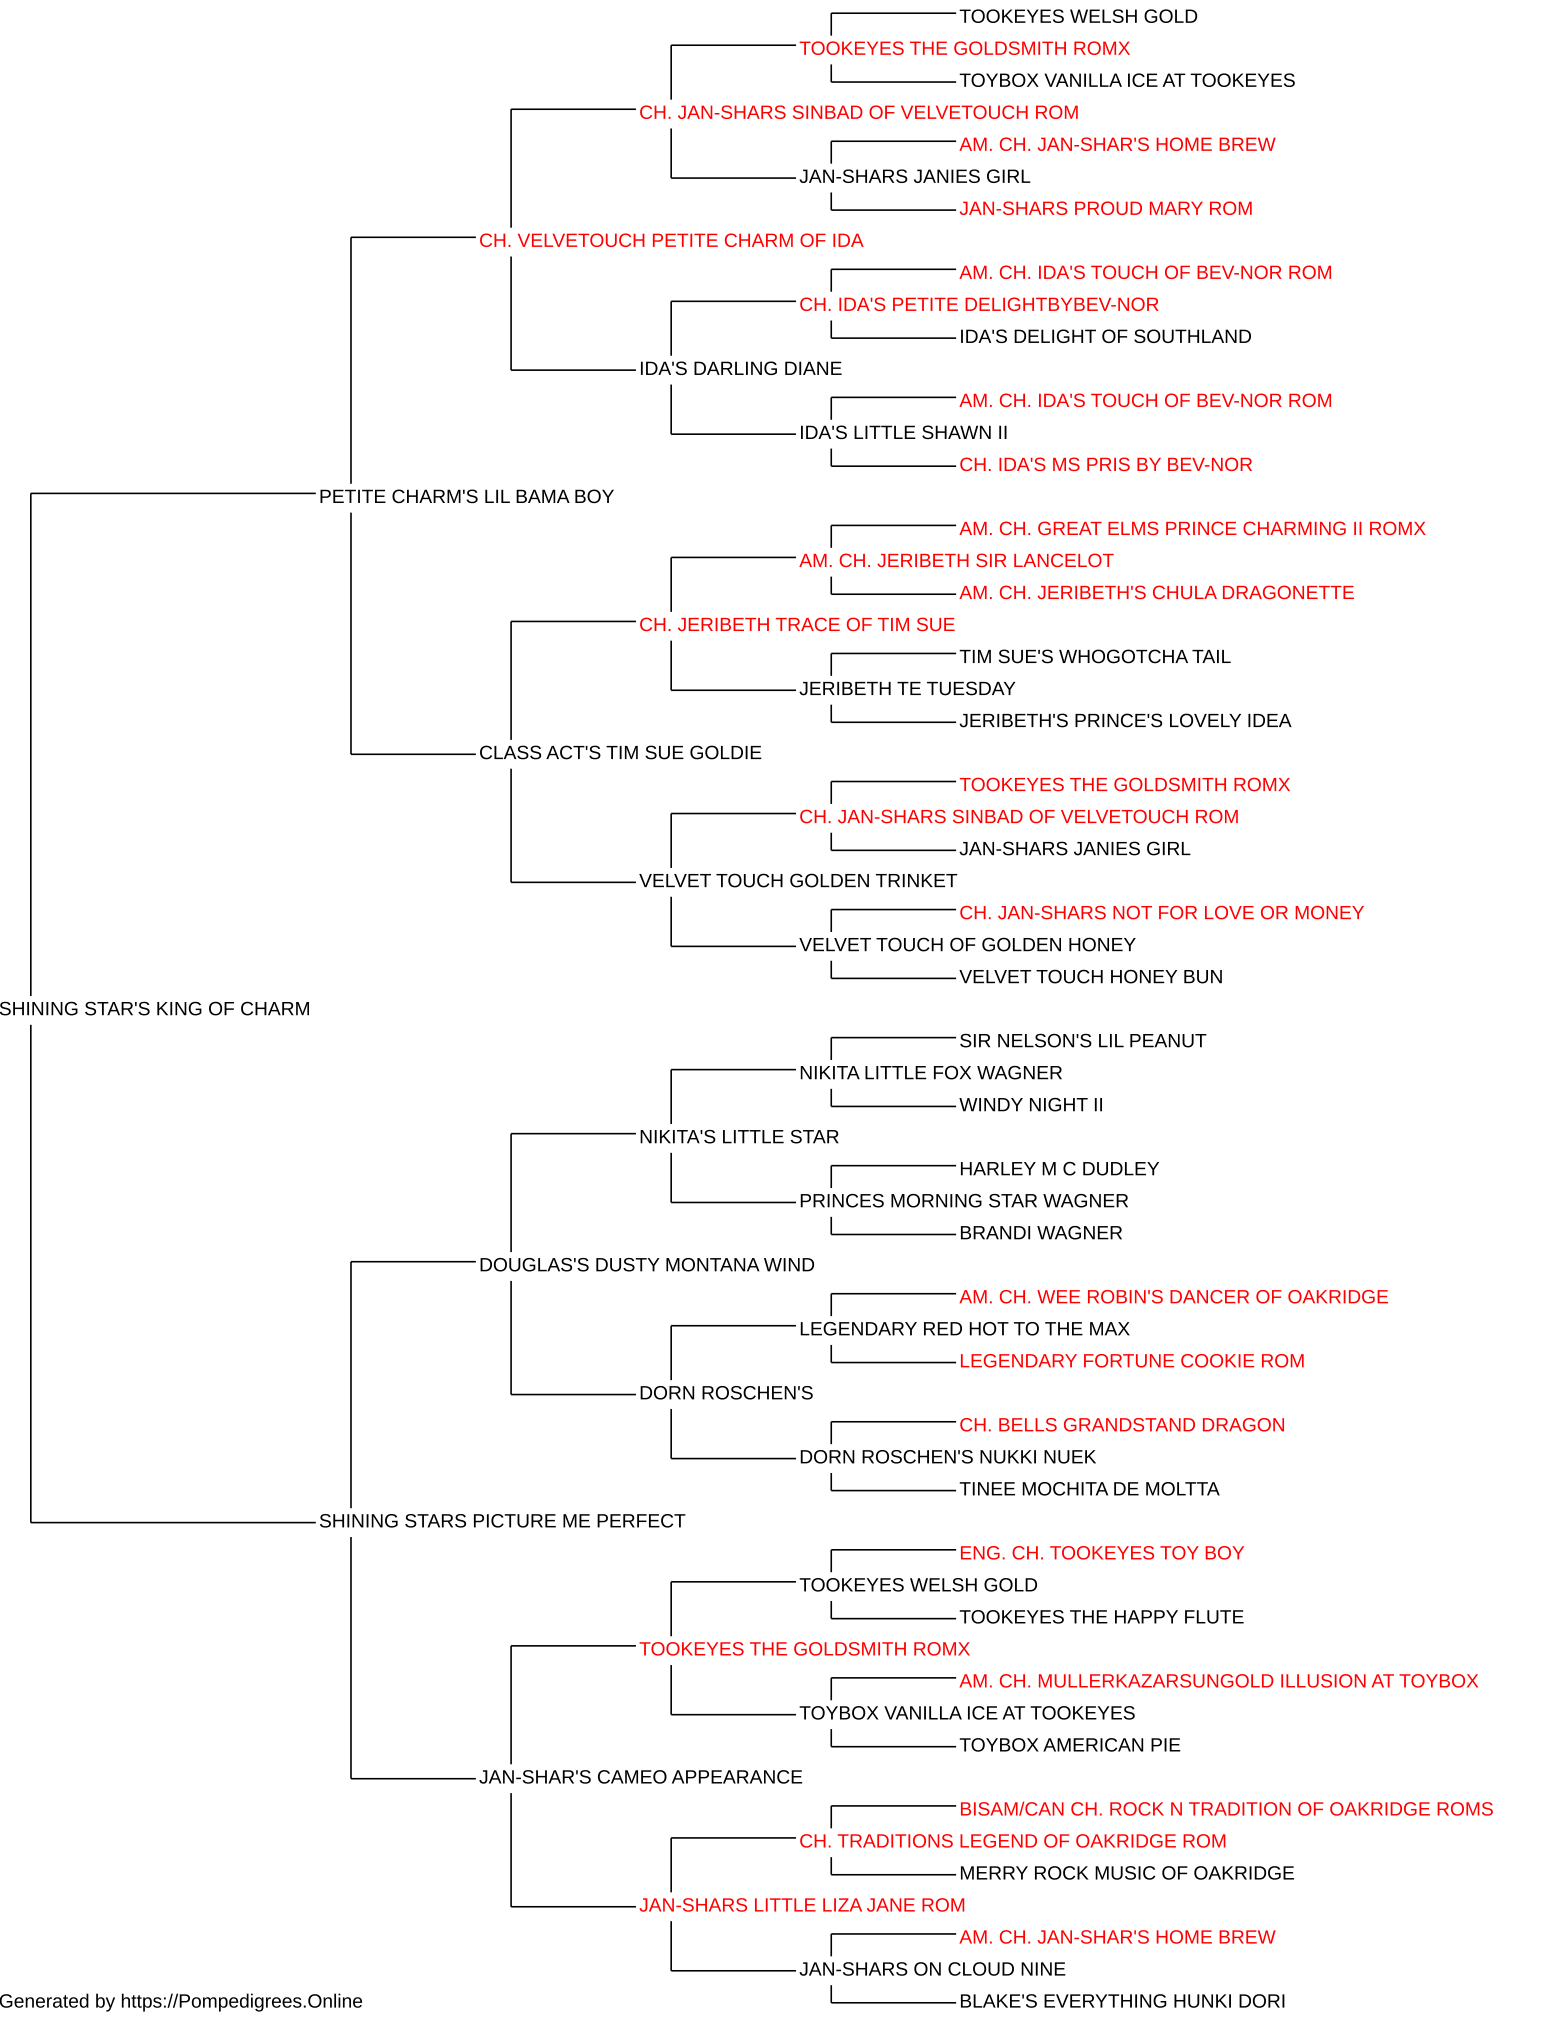 TOOKEYES WELSH GOLD
TOOKEYES THE GOLDSMITH ROMX
TOYBOX VANILLA ICE AT TOOKEYES
CH. JAN-SHARS SINBAD OF VELVETOUCH ROM
AM. CH. JAN-SHAR'S HOME BREW
JAN-SHARS JANIES GIRL
JAN-SHARS PROUD MARY ROM
CH. VELVETOUCH PETITE CHARM OF IDA
AM. CH. IDA'S TOUCH OF BEV-NOR ROM
CH. IDA'S PETITE DELIGHTBYBEV-NOR
IDA'S DELIGHT OF SOUTHLAND
IDA'S DARLING DIANE
AM. CH. IDA'S TOUCH OF BEV-NOR ROM
IDA'S LITTLE SHAWN II
CH. IDA'S MS PRIS BY BEV-NOR
PETITE CHARM'S LIL BAMA BOY
AM. CH. GREAT ELMS PRINCE CHARMING II ROMX
AM. CH. JERIBETH SIR LANCELOT
AM. CH. JERIBETH'S CHULA DRAGONETTE
CH. JERIBETH TRACE OF TIM SUE
TIM SUE'S WHOGOTCHA TAIL
JERIBETH TE TUESDAY
JERIBETH'S PRINCE'S LOVELY IDEA
CLASS ACT'S TIM SUE GOLDIE
TOOKEYES THE GOLDSMITH ROMX
CH. JAN-SHARS SINBAD OF VELVETOUCH ROM
JAN-SHARS JANIES GIRL
VELVET TOUCH GOLDEN TRINKET
CH. JAN-SHARS NOT FOR LOVE OR MONEY
VELVET TOUCH OF GOLDEN HONEY
VELVET TOUCH HONEY BUN
SHINING STAR'S KING OF CHARM
SIR NELSON'S LIL PEANUT
NIKITA LITTLE FOX WAGNER
WINDY NIGHT II
NIKITA'S LITTLE STAR
HARLEY M C DUDLEY
PRINCES MORNING STAR WAGNER
BRANDI WAGNER
DOUGLAS'S DUSTY MONTANA WIND
AM. CH. WEE ROBIN'S DANCER OF OAKRIDGE
LEGENDARY RED HOT TO THE MAX
LEGENDARY FORTUNE COOKIE ROM
DORN ROSCHEN'S
CH. BELLS GRANDSTAND DRAGON
DORN ROSCHEN'S NUKKI NUEK
TINEE MOCHITA DE MOLTTA
SHINING STARS PICTURE ME PERFECT
ENG. CH. TOOKEYES TOY BOY
TOOKEYES WELSH GOLD
TOOKEYES THE HAPPY FLUTE
TOOKEYES THE GOLDSMITH ROMX
AM. CH. MULLERKAZARSUNGOLD ILLUSION AT TOYBOX
TOYBOX VANILLA ICE AT TOOKEYES
TOYBOX AMERICAN PIE
JAN-SHAR'S CAMEO APPEARANCE
BISAM/CAN CH. ROCK N TRADITION OF OAKRIDGE ROMS
CH. TRADITIONS LEGEND OF OAKRIDGE ROM
MERRY ROCK MUSIC OF OAKRIDGE
JAN-SHARS LITTLE LIZA JANE ROM
AM. CH. JAN-SHAR'S HOME BREW
JAN-SHARS ON CLOUD NINE
BLAKE'S EVERYTHING HUNKI DORI
Generated by https://Pompedigrees.Online